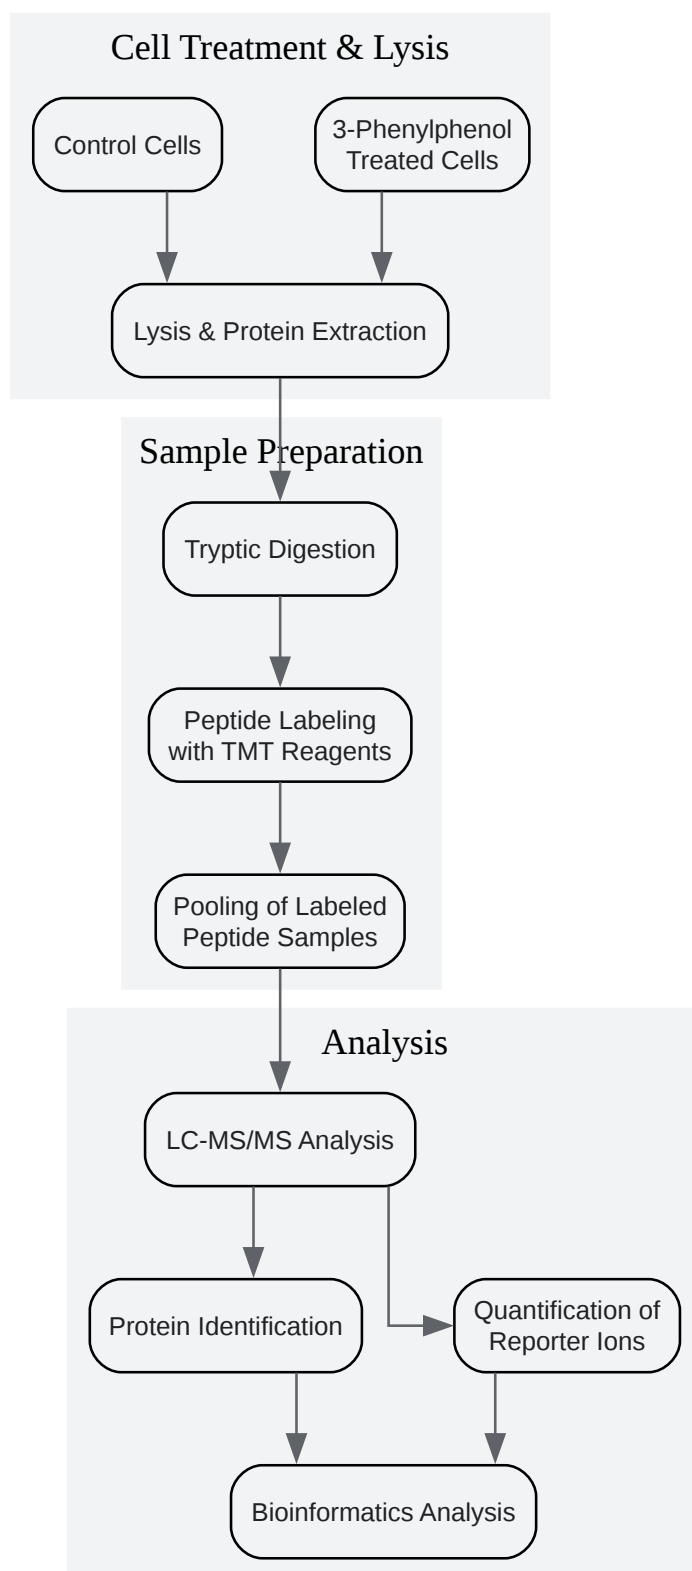 Cell Treatment & Lysis
Control Cells
3-Phenylphenol
Treated Cells
Lysis & Protein Extraction
Sample Preparation
Tryptic Digestion
Peptide Labeling
with TMT Reagents
Pooling of Labeled
Peptide Samples
Analysis
LC-MS/MS Analysis
Protein Identification
Quantification of
Reporter Ions
Bioinformatics Analysis